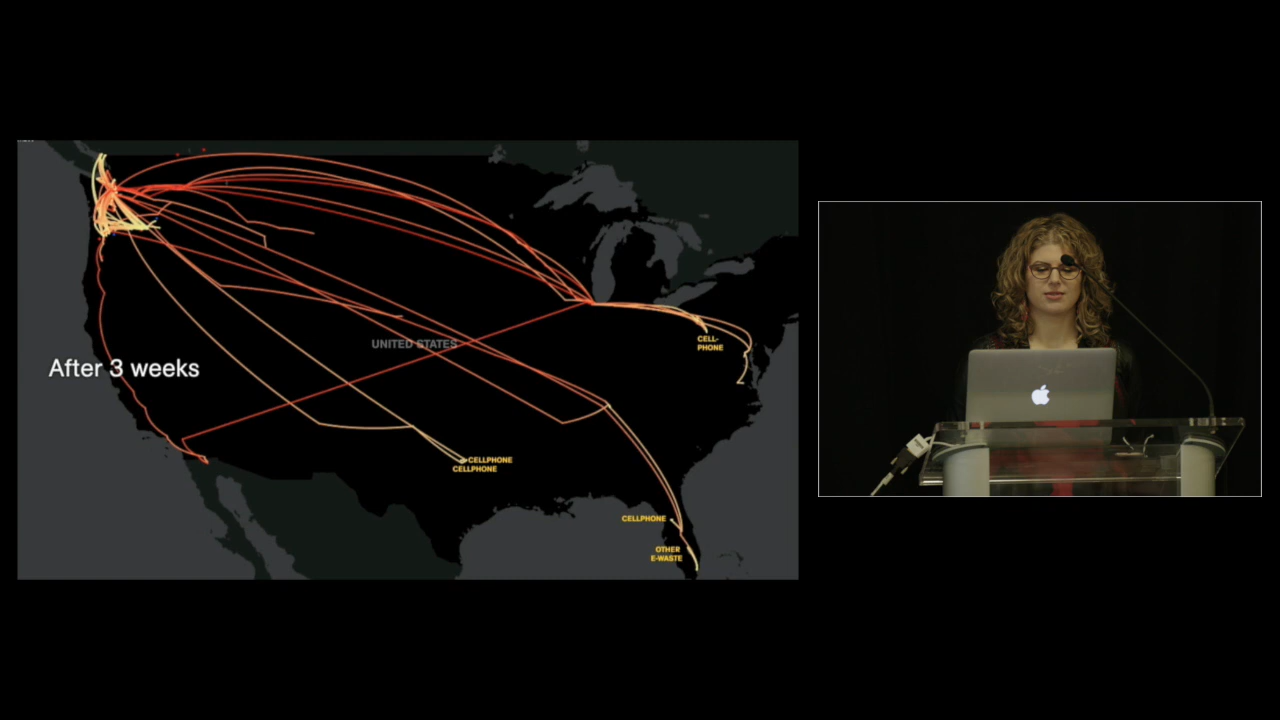 CELL-
PHONE
UNITED STATES
After 3 weeks
CELLPHONE
CELLPHONE
CELLPHONE
OTHER
E-WASTE